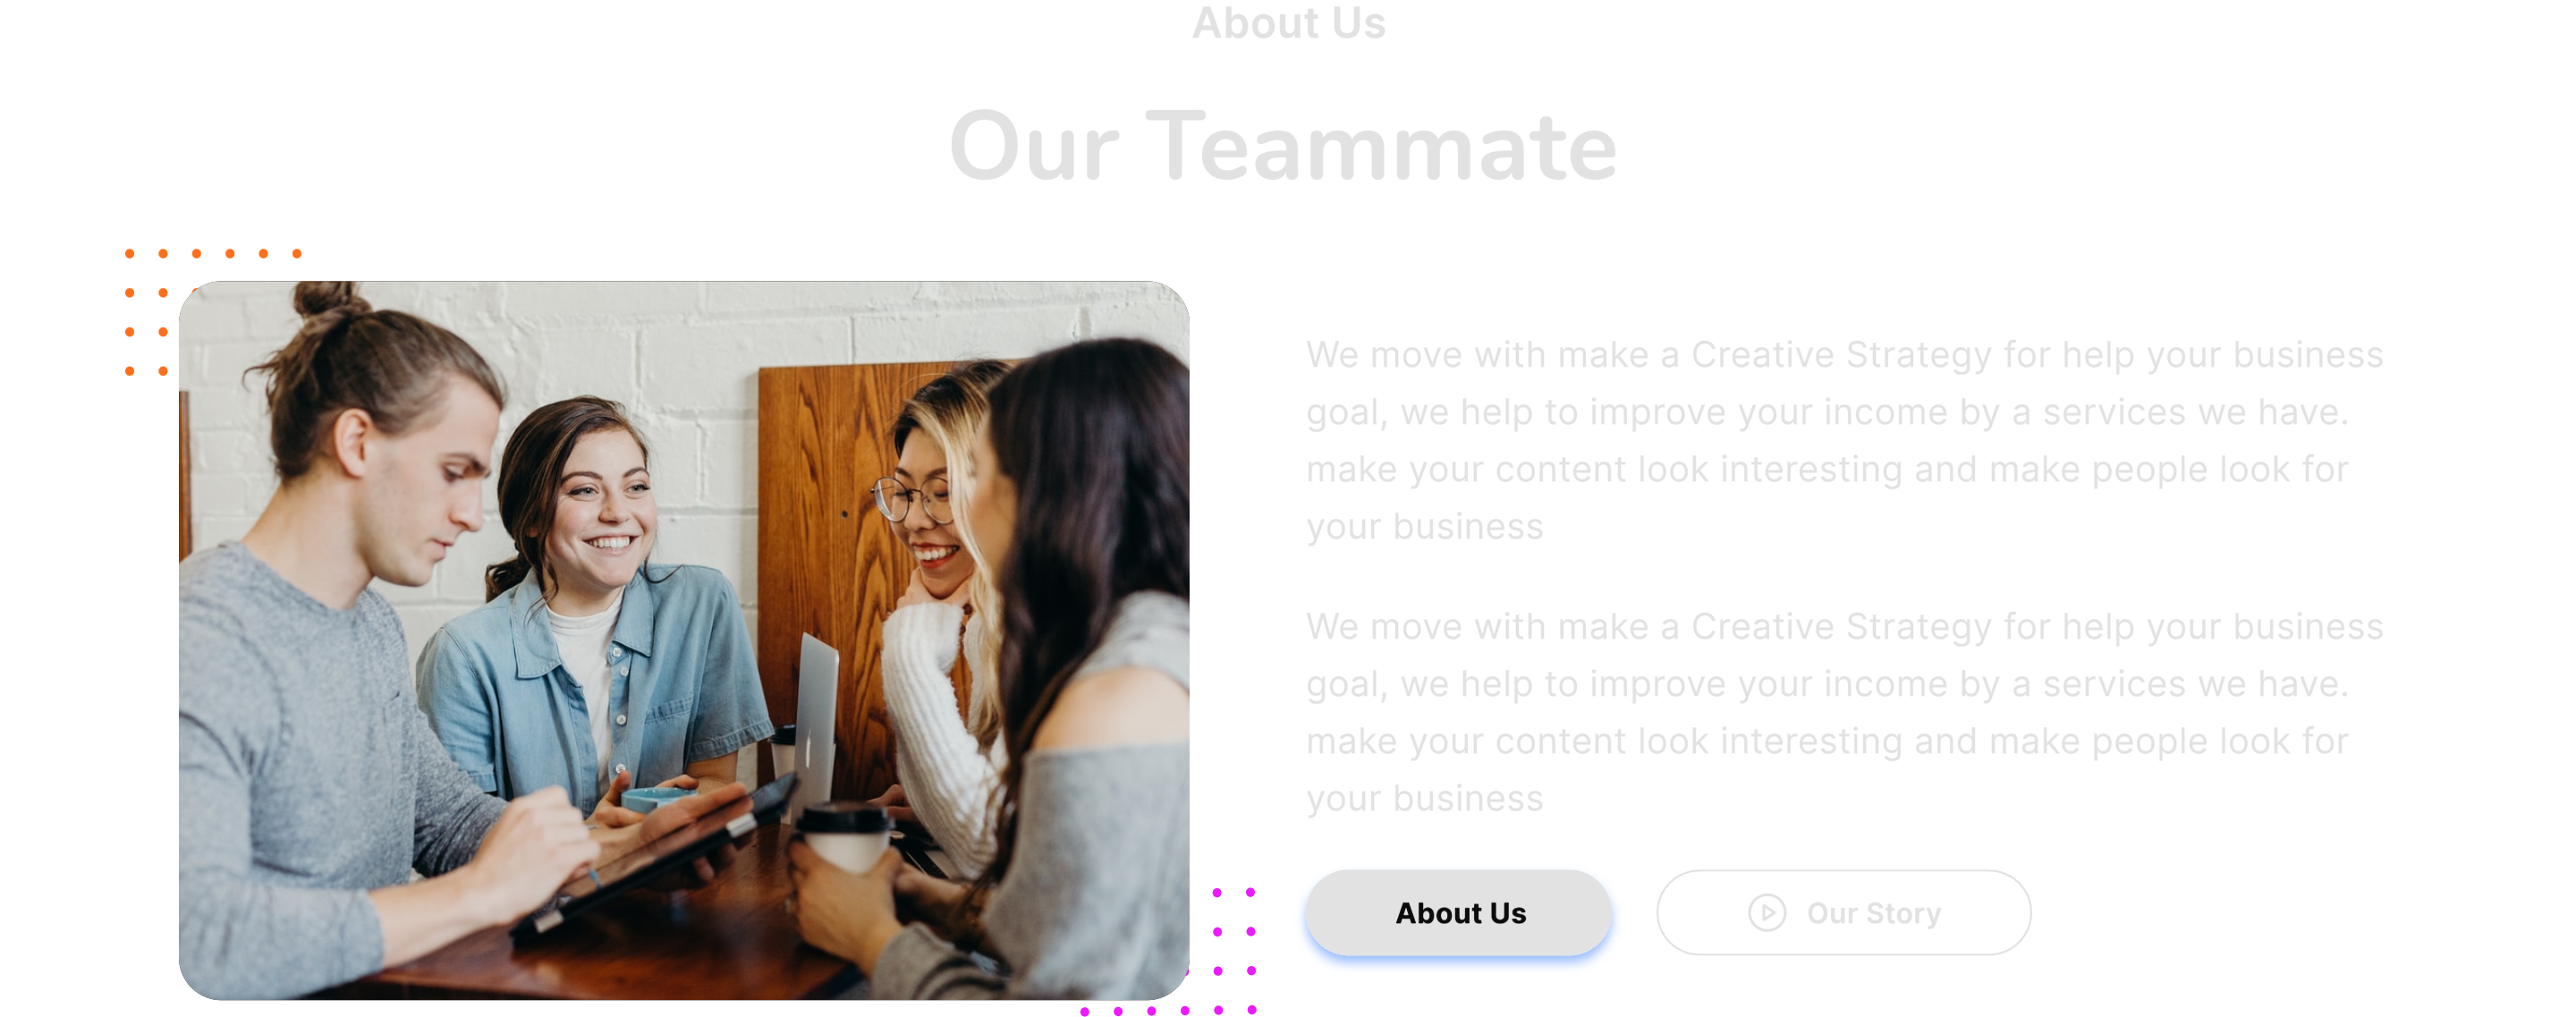 About Us
Our Teammate
We move with make a Creative Strategy for help your business
goal, we help to improve your income by a services we have.
make your content look interesting and make people look for
your business
We move with make a Creative Strategy for help your business
goal, we help to improve your income by a services we have.
make your content look interesting and make people look for
your business
About Us
Our Story